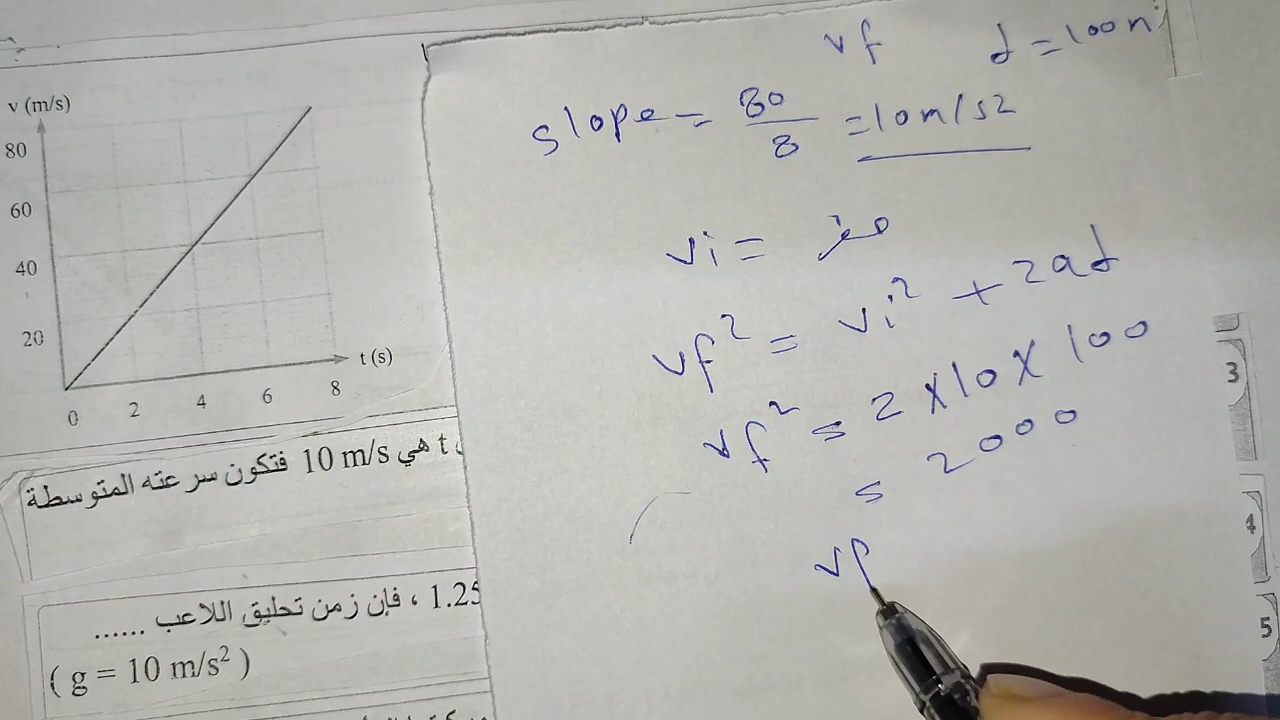 v (m/s)
80
60
40
20
0
2
4
6
8
t (s)
t هي 10 m/s فتكون سرعته المتوسطة
1.25 ، فإن زمن تحليق اللاعب ......
( g = 10 m/s² )
vf d = 100 m
slope = 80/8 = 10 m/s2
vi = صفر
vf² = vi² + 2ad
vf² = 2 x 10 x 100
= 2000
vf
3
4
5